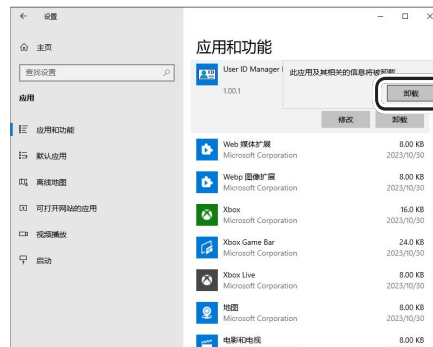 设置
主页
查找设置
应用
应用和功能
默认应用
离线地图
可打开网站的应用
视频播放
启动
应用和功能
User ID Manager
1.00.1
此应用及其相关的信息将被卸载。
卸载
修改
卸载
Web 媒体扩展
8.00 KB
Microsoft Corporation
2023/10/30
Webp 图像扩展
8.00 KB
Microsoft Corporation
2023/10/30
Xbox
16.0 KB
Microsoft Corporation
2023/10/30
Xbox Game Bar
24.0 KB
Microsoft Corporation
2023/10/30
Xbox Live
8.00 KB
Microsoft Corporation
2023/10/30
地图
8.00 KB
Microsoft Corporation
2023/10/30
电影和电视
8.00 KB